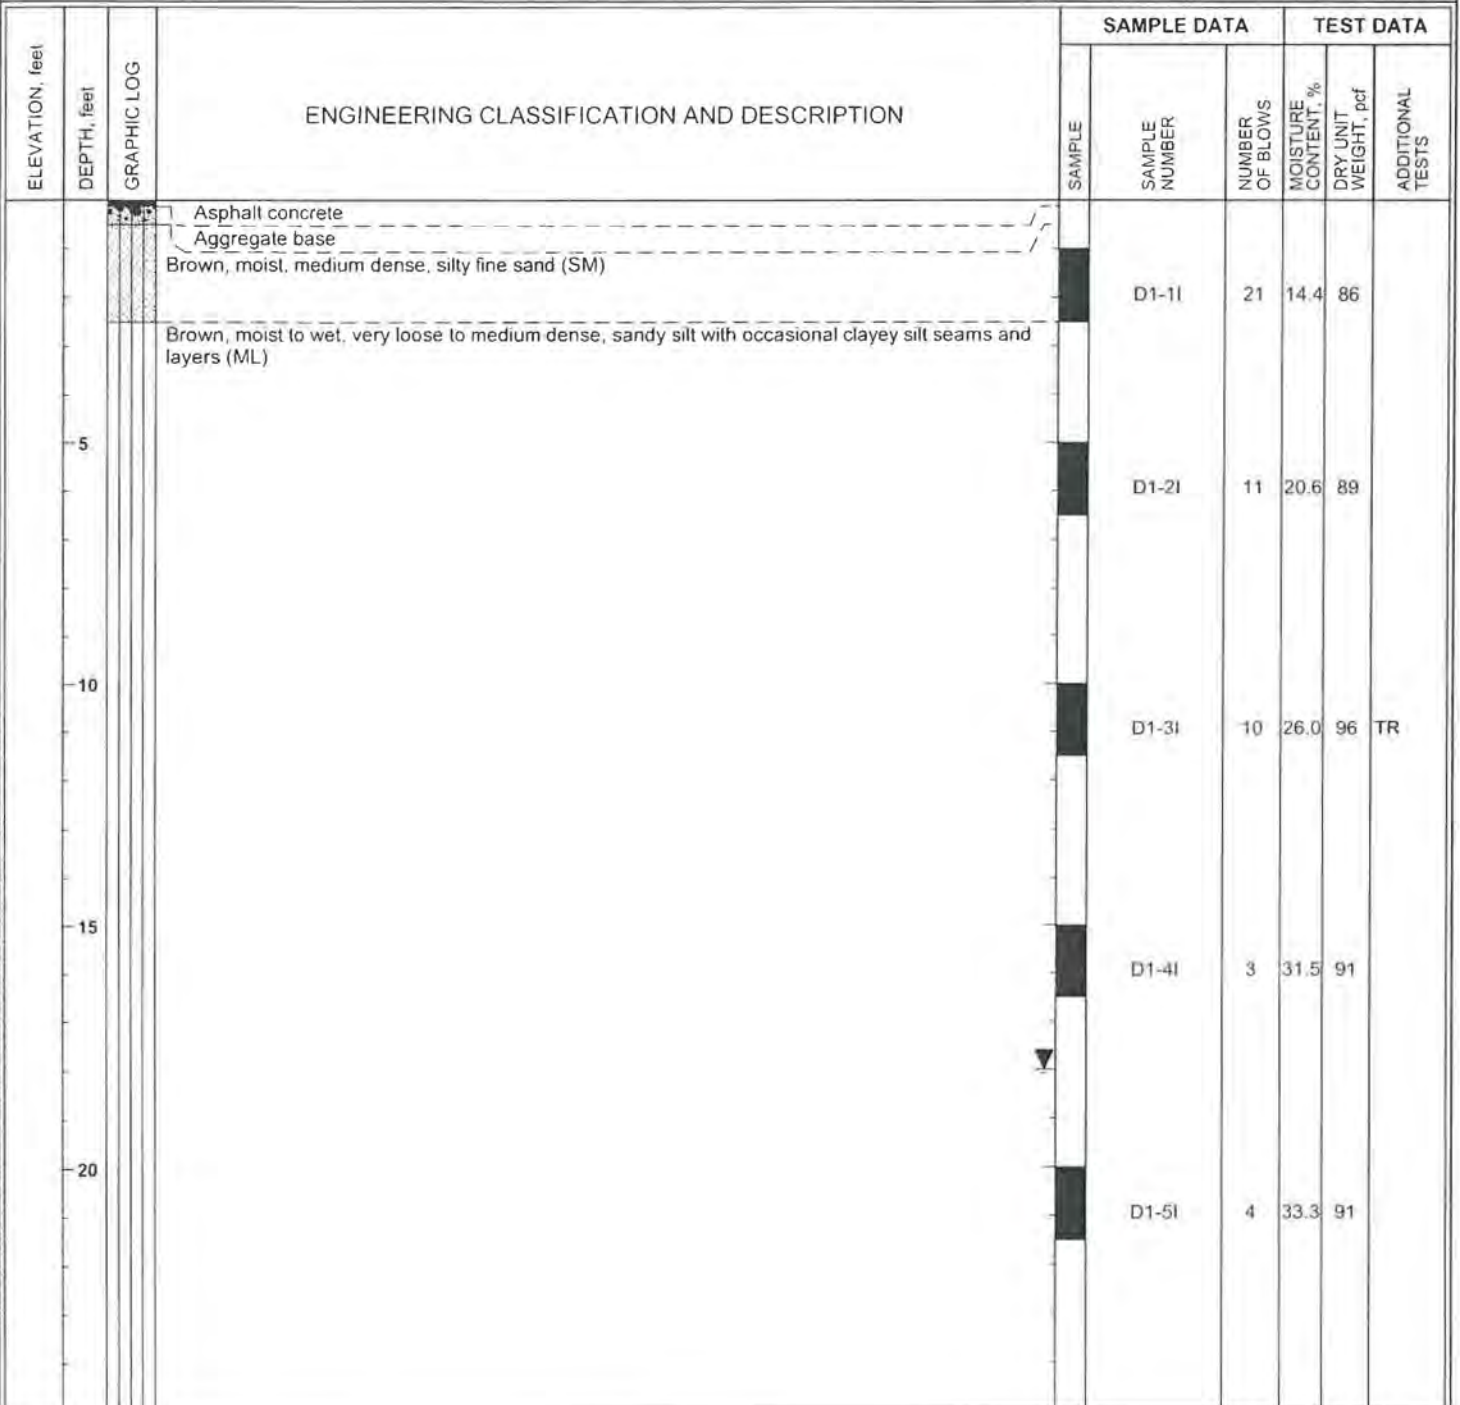 SAMPLE DATA TEST DATA
ELEVATION, feet
DEPTH, feet
GRAPHIC LOG
ENGINEERING CLASSIFICATION AND DESCRIPTION
SAMPLE
SAMPLE
NUMBER
NUMBER
OF BLOWS
MOISTURE
CONTENT, %
DRY UNIT
WEIGHT, pcf
ADDITIONAL
TESTS
Asphalt concrete
Aggregate base
Brown, moist, medium dense, silty fine sand (SM)
D1-1I 21 14.4 86
Brown, moist to wet, very loose to medium dense, sandy silt with occasional clayey silt seams and
layers (ML)
5
D1-2I 11 20.6 89
10
D1-3I 10 26.0 96 TR
15
D1-4I 3 31.5 91
20
D1-5I 4 33.3 91